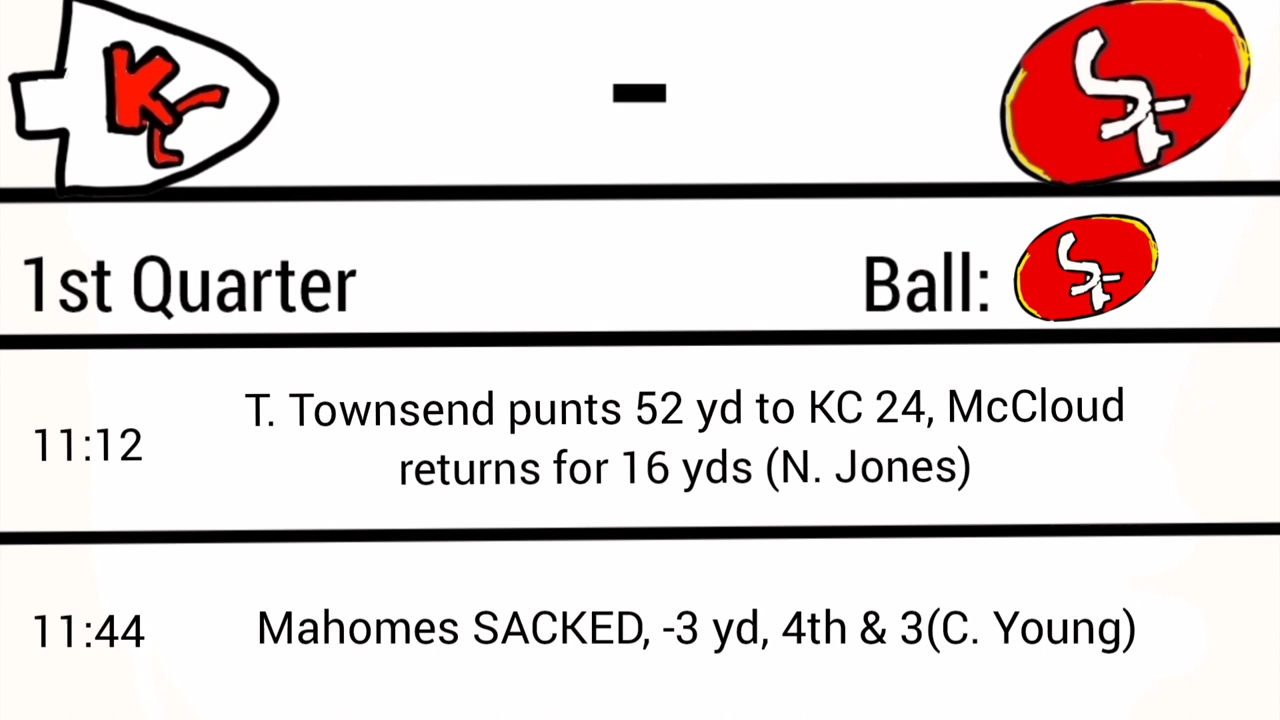 KC
-
SF
1st Quarter
Ball: SF
11:12
T. Townsend punts 52 yd to KC 24, McCloud
returns for 16 yds (N. Jones)
11:44
Mahomes SACKED, -3 yd, 4th & 3(C. Young)